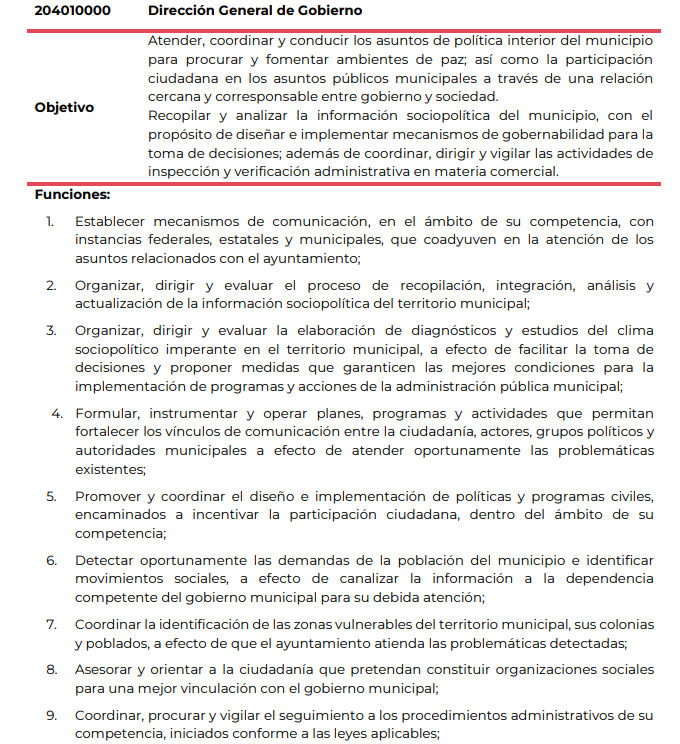 204010000 Dirección General de Gobierno
Atender, coordinar y conducir los asuntos de política interior del municipio
para procurar y fomentar ambientes de paz; así como la participación
ciudadana en los asuntos públicos municipales a través de una relación
cercana y corresponsable entre gobierno y sociedad.
Objetivo
Recopilar y analizar la información sociopolítica del municipio, con el
propósito de diseñar e implementar mecanismos de gobernabilidad para la
toma de decisiones; además de coordinar, dirigir y vigilar las actividades de
inspección y verificación administrativa en materia comercial.
Funciones:
1. Establecer mecanismos de comunicación, en el ámbito de su competencia, con
instancias federales, estatales y municipales, que coadyuven en la atención de los
asuntos relacionados con el ayuntamiento;
2. Organizar, dirigir y evaluar el proceso de recopilación, integración, análisis y
actualización de la información sociopolítica del territorio municipal;
3. Organizar, dirigir y evaluar la elaboración de diagnósticos y estudios del clima
sociopolítico imperante en el territorio municipal, a efecto de facilitar la toma de
decisiones y proponer medidas que garanticen las mejores condiciones para la
implementación de programas y acciones de la administración pública municipal;
4. Formular, instrumentar y operar planes, programas y actividades que permitan
fortalecer los vínculos de comunicación entre la ciudadanía, actores, grupos políticos y
autoridades municipales a efecto de atender oportunamente las problemáticas
existentes;
5. Promover y coordinar el diseño e implementación de políticas y programas civiles,
encaminados a incentivar la participación ciudadana, dentro del ámbito de su
competencia;
6. Detectar oportunamente las demandas de la población del municipio e identificar
movimientos sociales, a efecto de canalizar la información a la dependencia
competente del gobierno municipal para su debida atención;
7. Coordinar la identificación de las zonas vulnerables del territorio municipal, sus colonias
y poblados, a efecto de que el ayuntamiento atienda las problemáticas detectadas;
8. Asesorar y orientar a la ciudadanía que pretendan constituir organizaciones sociales
para una mejor vinculación con el gobierno municipal;
9. Coordinar, procurar y vigilar el seguimiento a los procedimientos administrativos de su
competencia, iniciados conforme a las leyes aplicables;